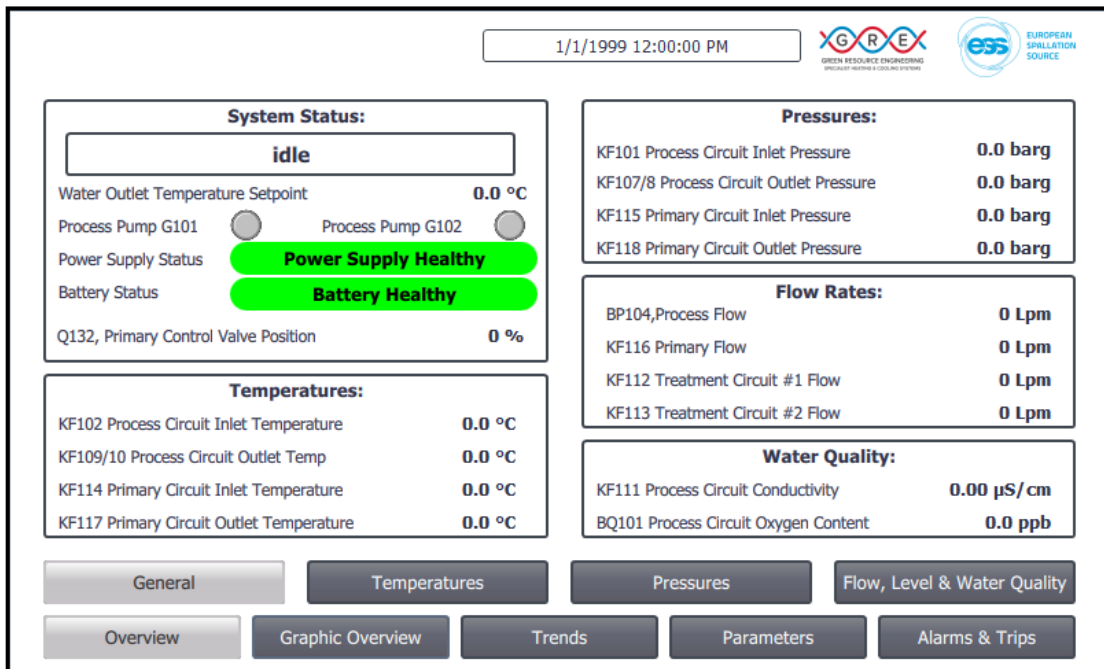 1/1/1999 12:00:00 PM
GREX
GREEN RESOURCE ENGINEERING
SPECIALIST HEATING & COOLING SYSTEMS
ess
EUROPEAN
SPALLATION
SOURCE
System Status:
idle
Water Outlet Temperature Setpoint 0.0 °C
Process Pump G101 Process Pump G102
Power Supply Status Power Supply Healthy
Battery Status Battery Healthy
Q132, Primary Control Valve Position 0 %
Temperatures:
KF102 Process Circuit Inlet Temperature 0.0 °C
KF109/10 Process Circuit Outlet Temp 0.0 °C
KF114 Primary Circuit Inlet Temperature 0.0 °C
KF117 Primary Circuit Outlet Temperature 0.0 °C
Pressures:
KF101 Process Circuit Inlet Pressure 0.0 barg
KF107/8 Process Circuit Outlet Pressure 0.0 barg
KF115 Primary Circuit Inlet Pressure 0.0 barg
KF118 Primary Circuit Outlet Pressure 0.0 barg
Flow Rates:
BP104,Process Flow 0 Lpm
KF116 Primary Flow 0 Lpm
KF112 Treatment Circuit #1 Flow 0 Lpm
KF113 Treatment Circuit #2 Flow 0 Lpm
Water Quality:
KF111 Process Circuit Conductivity 0.00 µS/cm
BQ101 Process Circuit Oxygen Content 0.0 ppb
General Temperatures Pressures Flow, Level & Water Quality
Overview Graphic Overview Trends Parameters Alarms & Trips